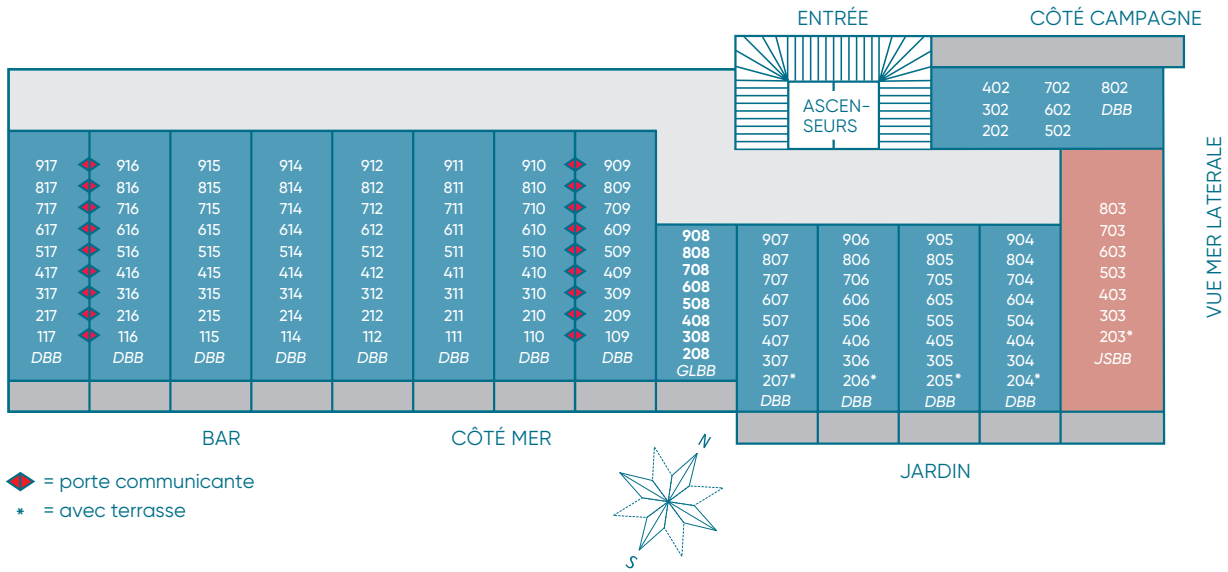 ENTRÉE
CÔTÉ CAMPAGNE
ASCEN-
SEURS
402 702 802
302 602 DBB
202 502
VUE MER LATERALE
917 916 915 914 912 911 910 909
817 816 815 814 812 811 810 809
717 716 715 714 712 711 710 709
617 616 615 614 612 611 610 609
517 516 515 514 512 511 510 509
417 416 415 414 412 411 410 409
317 316 315 314 312 311 310 309
217 216 215 214 212 211 210 209
117 116 115 114 112 111 110 109
DBB DBB DBB DBB DBB DBB DBB DBB
908
808
708
608
508
408
308
208
GLBB
907 906 905 904
807 806 805 804
707 706 705 704
607 606 605 604
507 506 505 504
407 406 405 404
307 306 305 304
207* 206* 205* 204*
DBB DBB DBB DBB
803
703
603
503
403
303
203*
JSBB
BAR
CÔTÉ MER
JARDIN
N
S
= porte communicante
* = avec terrasse